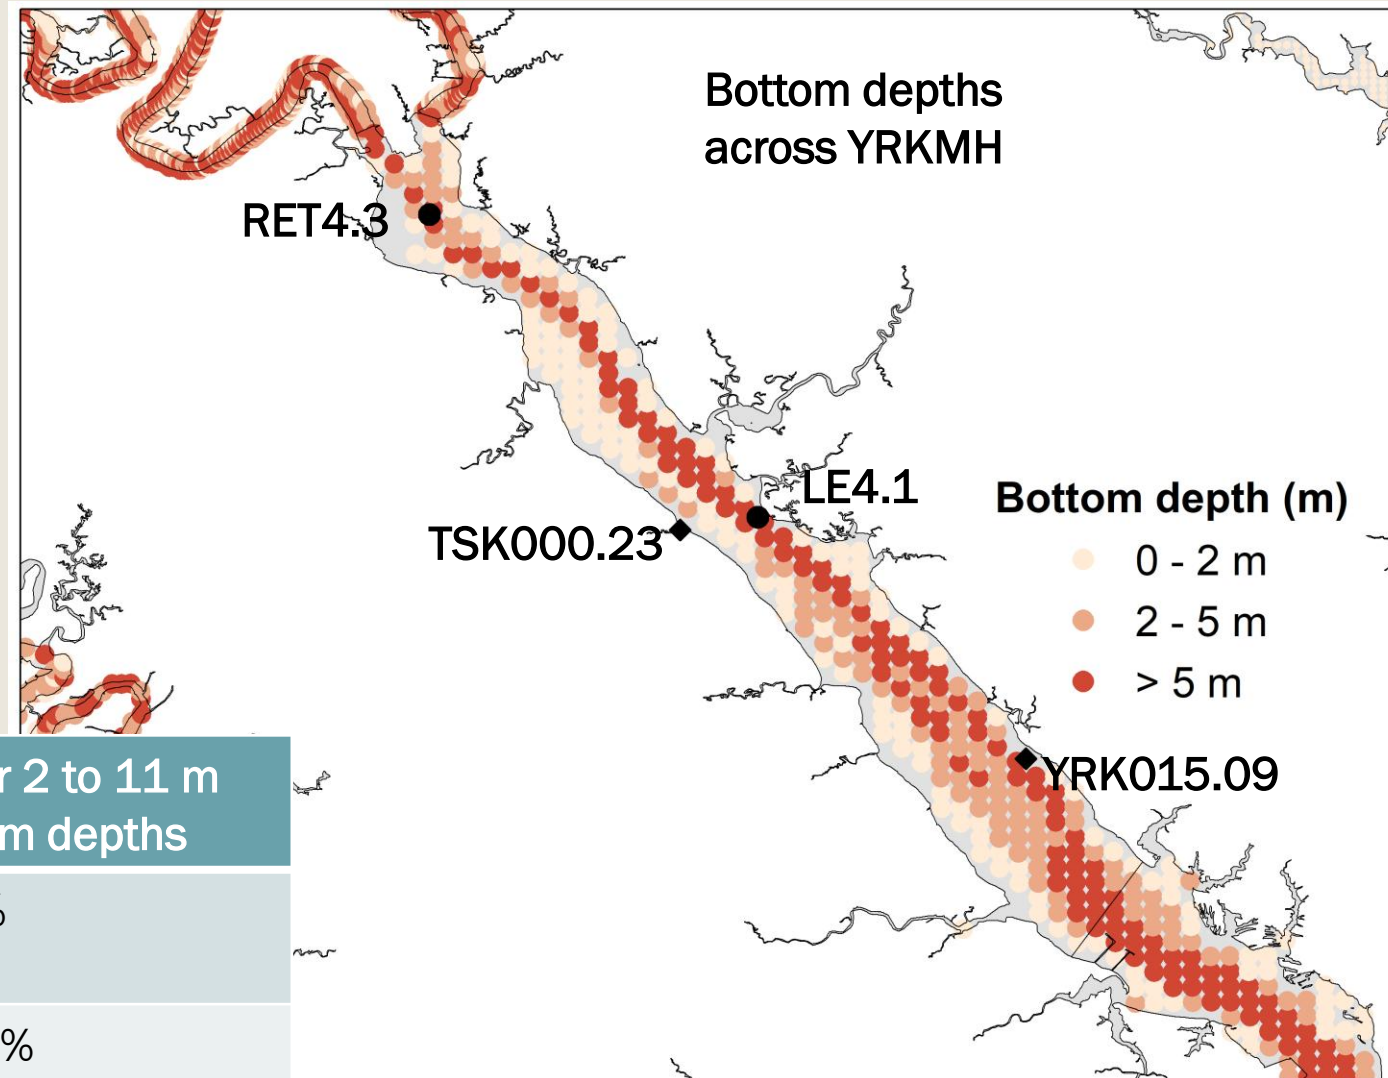 Bottom depths
across YRKMH
RET4.3
LE4.1
TSK000.23
Bottom depth (m)
0 - 2 m
2 - 5 m
> 5 m
YRK015.09
2 to 11 m
depths
%
%